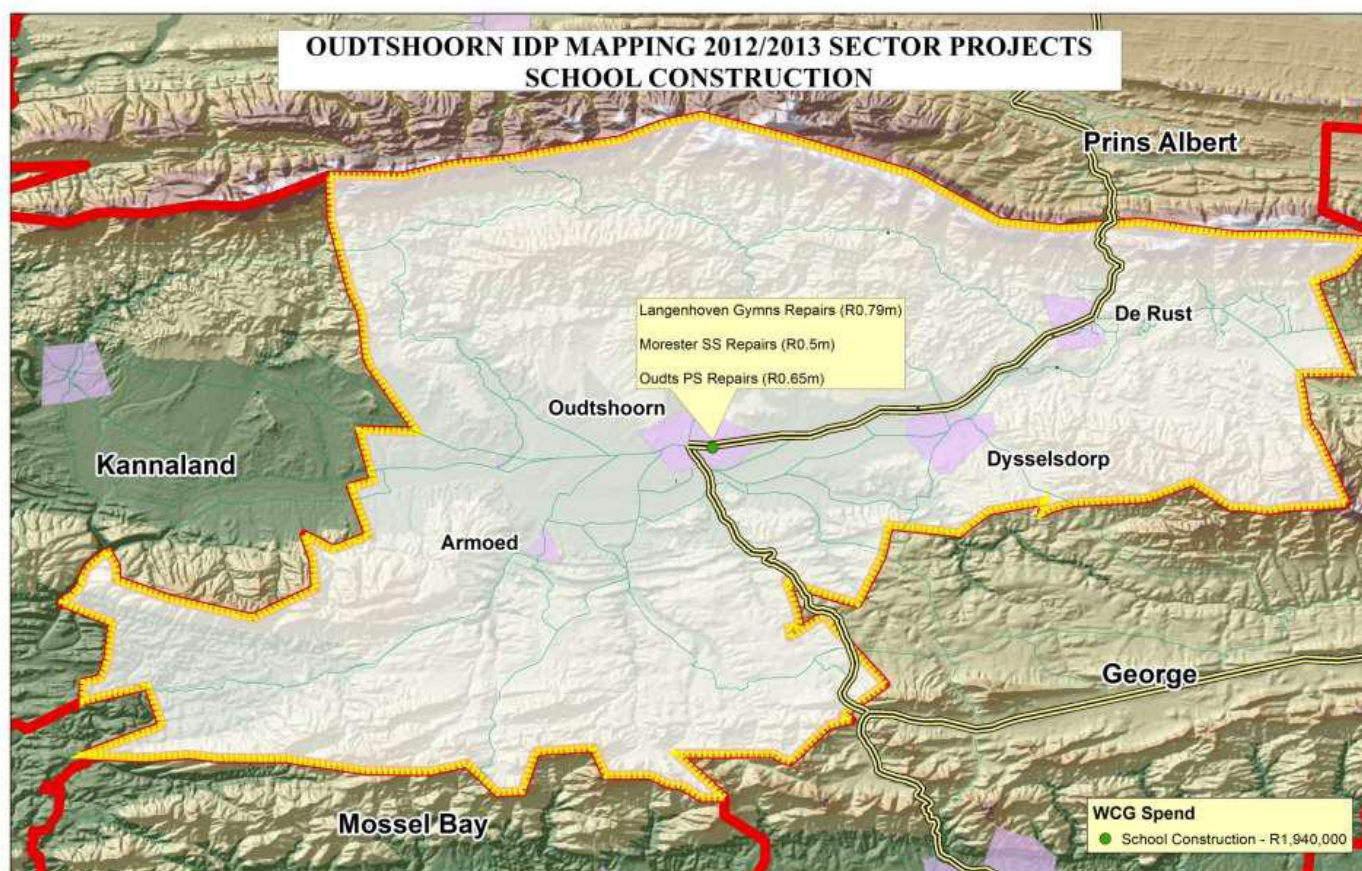 OUDTSHOORN IDP MAPPING 2012/2013 SECTOR PROJECTS
SCHOOL CONSTRUCTION
Prins Albert
De Rust
Langenhoven Gymns Repairs (R0.79m)
Morester SS Repairs (R0.5m)
Oudts PS Repairs (R0.65m)
Oudtshoorn
Kannaland
Dysselsdorp
Armoed
George
Mossel Bay
WCG Spend
School Construction - R1,940,000